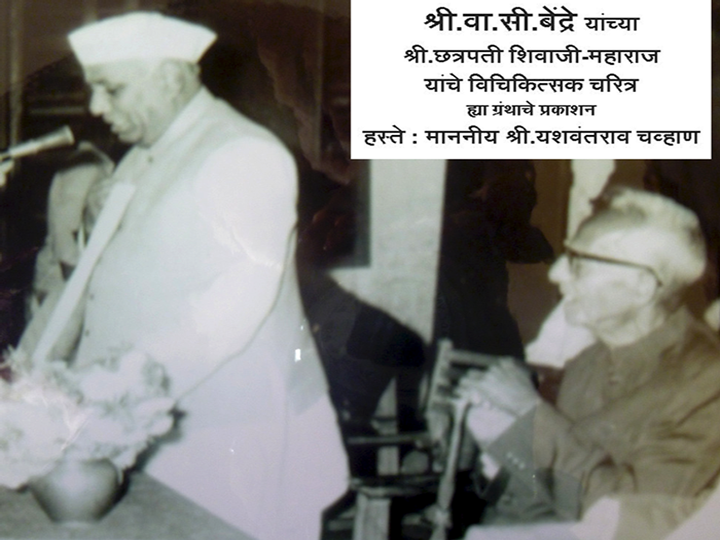 श्री.वा.सी.बेंद्रे यांच्या
श्री.छत्रपती शिवाजी-महाराज
यांचे विचिकित्सक चरित्र
ह्या ग्रंथाचे प्रकाशन
हस्ते : माननीय श्री.यशवंतराव चव्हाण